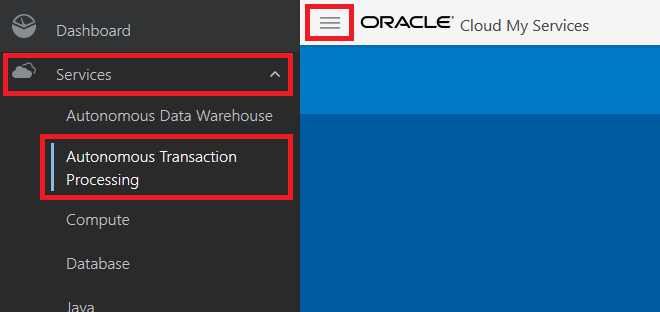 Dashboard
ORACLE® Cloud My Services
Services
Autonomous Data Warehouse
Autonomous Transaction
Processing
Compute
Database
Java